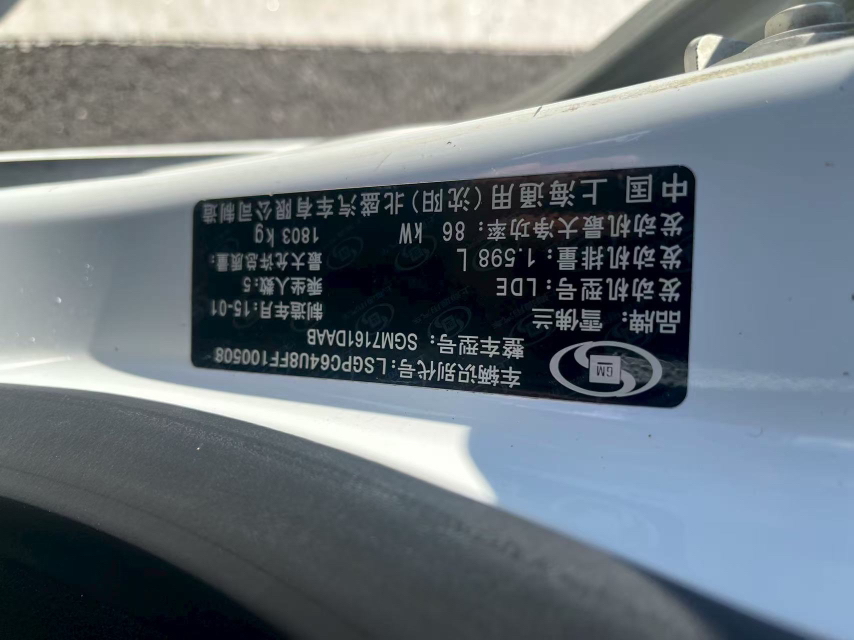 GM
车辆识别代号:LSGPC64U8FF100508
整车型号: SGM7161DAAB
品牌: 雪佛兰 制造年月:15-01
发动机型号: LDE 乘坐人数:5
发动机排量: 1.598 L 最大允许总质量:
发动机最大净功率: 86 kW 1803 kg
中国 上海通用(沈阳)北盛汽车有限公司制造